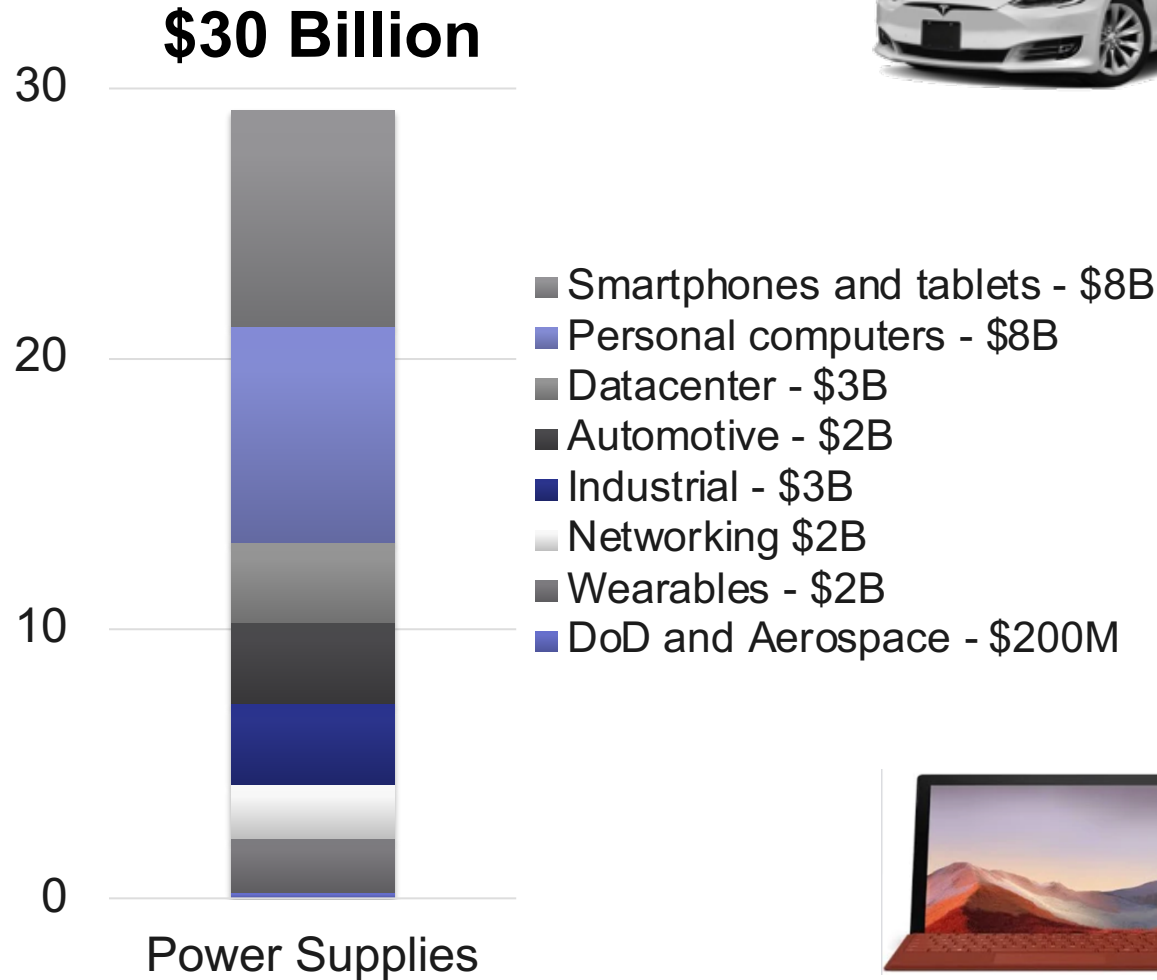 $30 Billion
30
20
10
0
Power Supplies
Smartphones and tablets - $8B
Personal computers - $8B
Datacenter - $3B
Automotive - $2B
Industrial - $3B
Networking $2B
Wearables - $2B
DoD and Aerospace - $200M